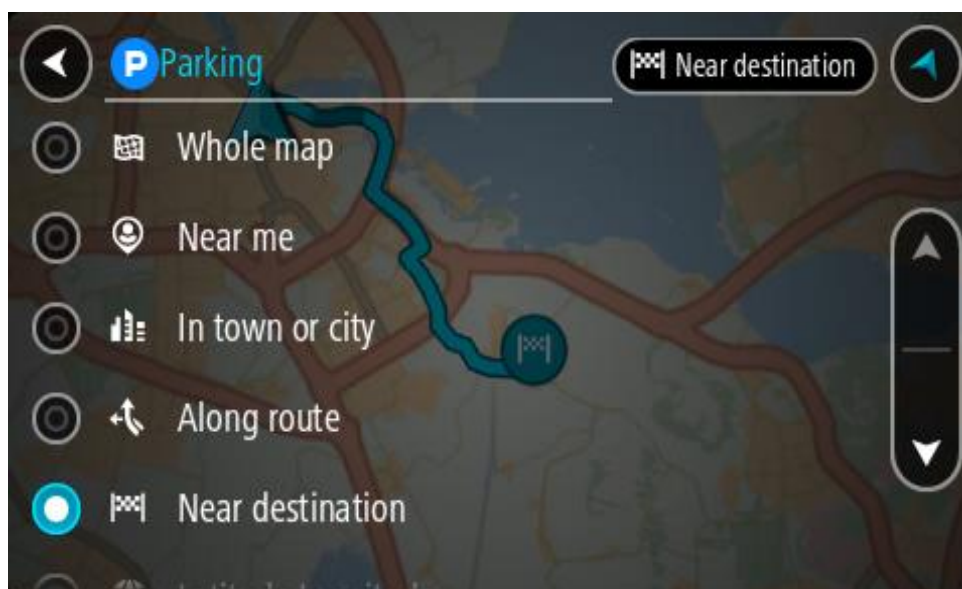 P Parking
Near destination
Whole map
Near me
In town or city
Along route
Near destination